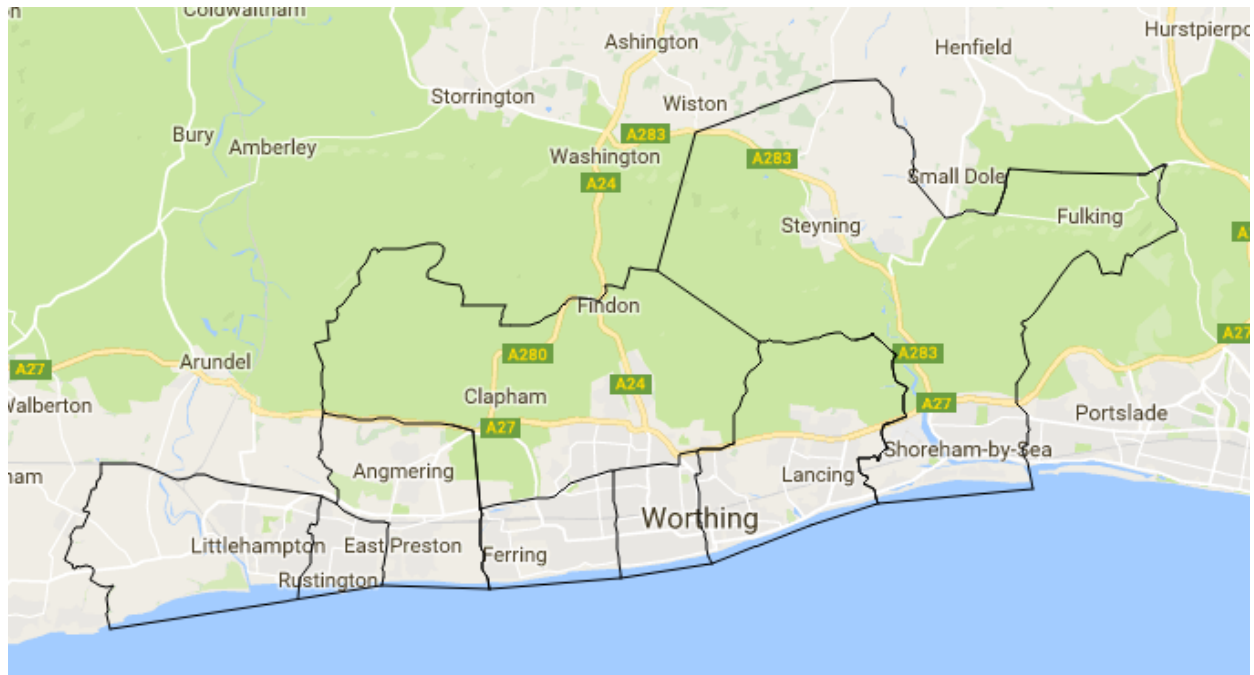 Coldwaltham
Ashington
Henfield
Hurstpierpo
Storrington
Wiston
Bury
Amberley
A283
Washington
A283
A24
Small Dole
Steyning
Fulking
A
Findon
Arundel
A27
A280
A283
A27
A24
Clapham
Walberton
A27
A27
Portslade
Angmering
Lancing
Shoreham-by-Sea
ham
Worthing
Littlehampton
East Preston
Ferring
Rustington